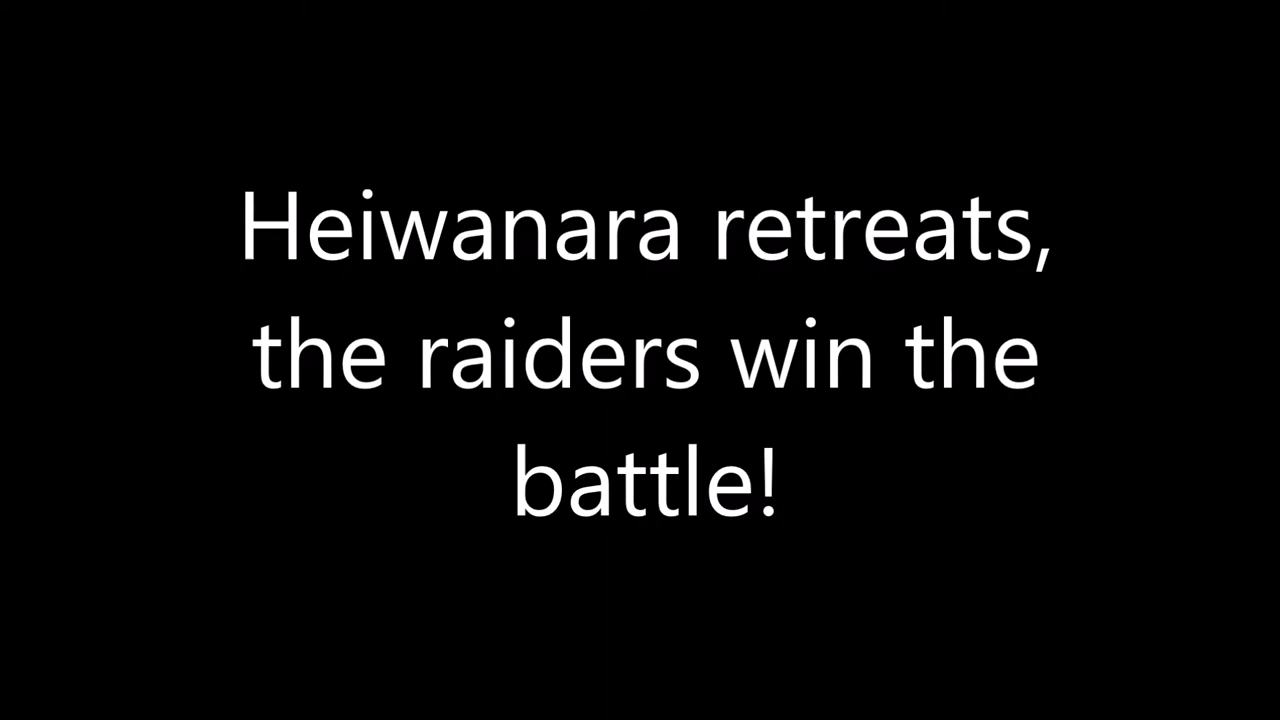 Heiwanara retreats,
the raiders win the
battle!